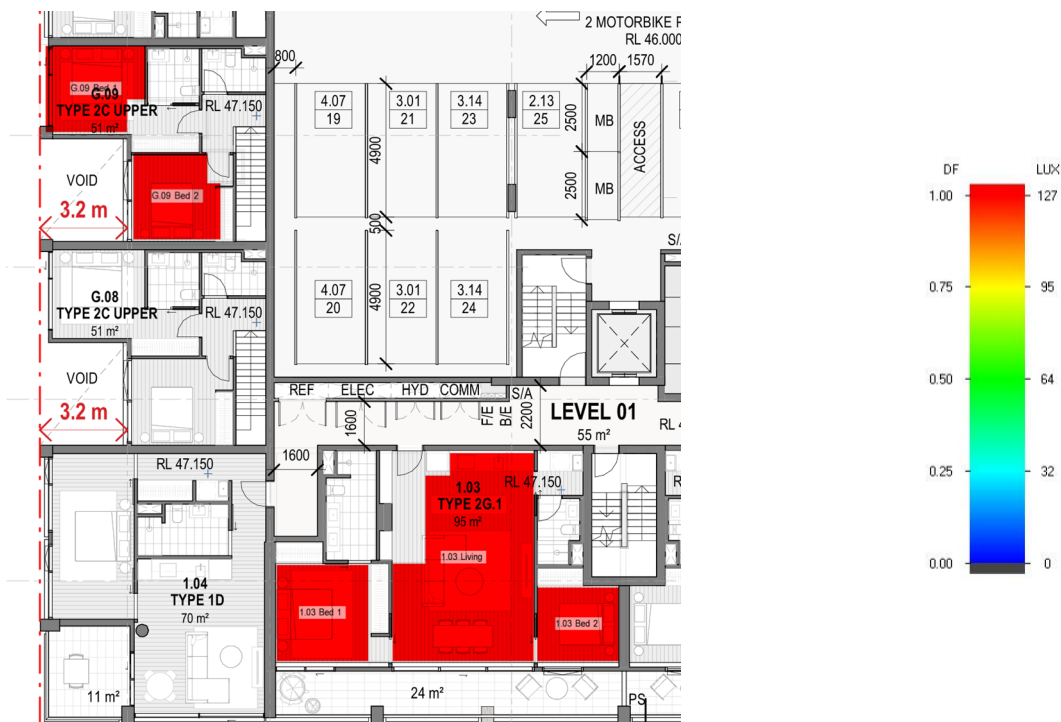 2 MOTORBIKE
RL 46.000
800
1200
1570
G.09 Bed 1
G.09
TYPE 2C UPPER
51 m²
RL 47.150
4.07
19
3.01
21
3.14
23
2.13
25
MB
MB
ACCESS
2500
2500
4900
500
VOID
3.2 m
G.09 Bed 2
G.08
TYPE 2C UPPER
51 m²
RL 47.150
4.07
20
3.01
22
3.14
24
4900
VOID
3.2 m
REF
ELEC
HYD
COMM
S/A
F/E
B/E
2200
LEVEL 01
55 m²
1600
1600
RL 47.150
1.03
TYPE 2G.1
95 m²
RL 47.150
1.03 Living
1.04
TYPE 1D
70 m²
1.03 Bed 1
1.03 Bed 2
11 m²
24 m²
PS
DF
LUX
1.00
127
0.75
95
0.50
64
0.25
32
0.00
0